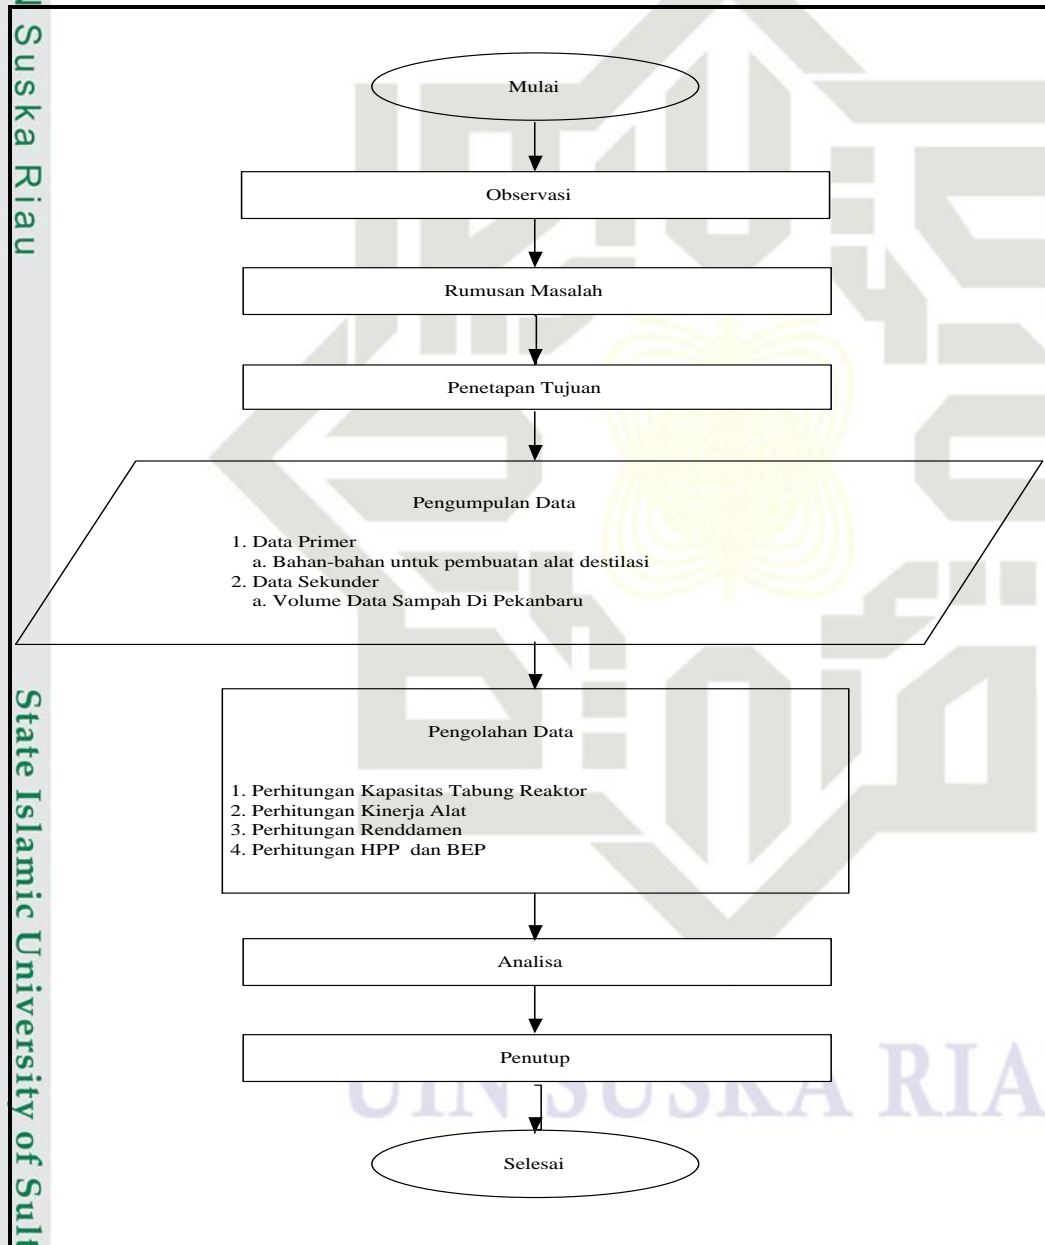 Suska Riau
State Islamic University of Sult
Mulai
Observasi
Rumusan Masalah
Penetapan Tujuan
Pengumpulan Data
1. Data Primer
a. Bahan-bahan untuk pembuatan alat destilasi
2. Data Sekunder
a. Volume Data Sampah Di Pekanbaru
Pengolahan Data
1. Perhitungan Kapasitas Tabung Reaktor
2. Perhitungan Kinerja Alat
3. Perhitungan Renddamen
4. Perhitungan HPP dan BEP
Analisa
Penutup
UIN SUSKA RIA
Selesai